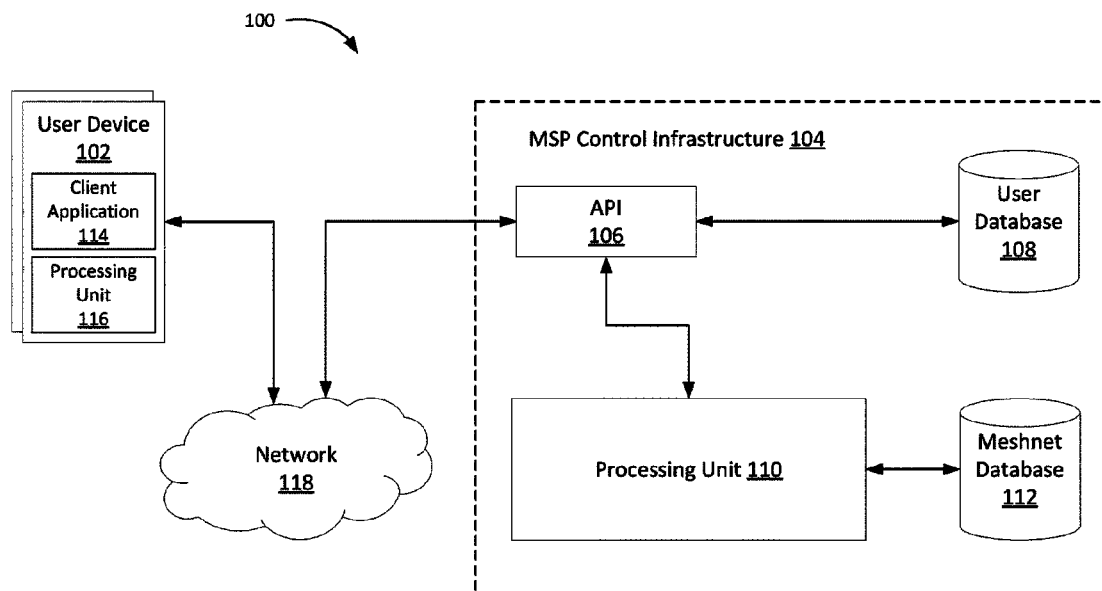 100
User Device
102
Client
Application
114
Processing
Unit
116
MSP Control Infrastructure 104
API
106
User
Database
108
Network
118
Processing Unit 110
Meshnet
Database
112